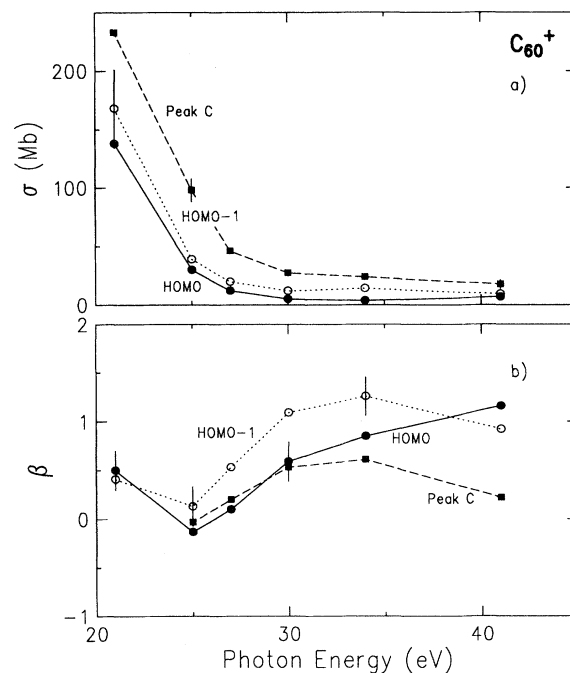 C₆₀⁺
a)
200
100
0
σ (Mb)
Peak C
HOMO-1
HOMO
2
1
0
-1
β
b)
HOMO-1
HOMO
Peak C
20
30
40
Photon Energy (eV)